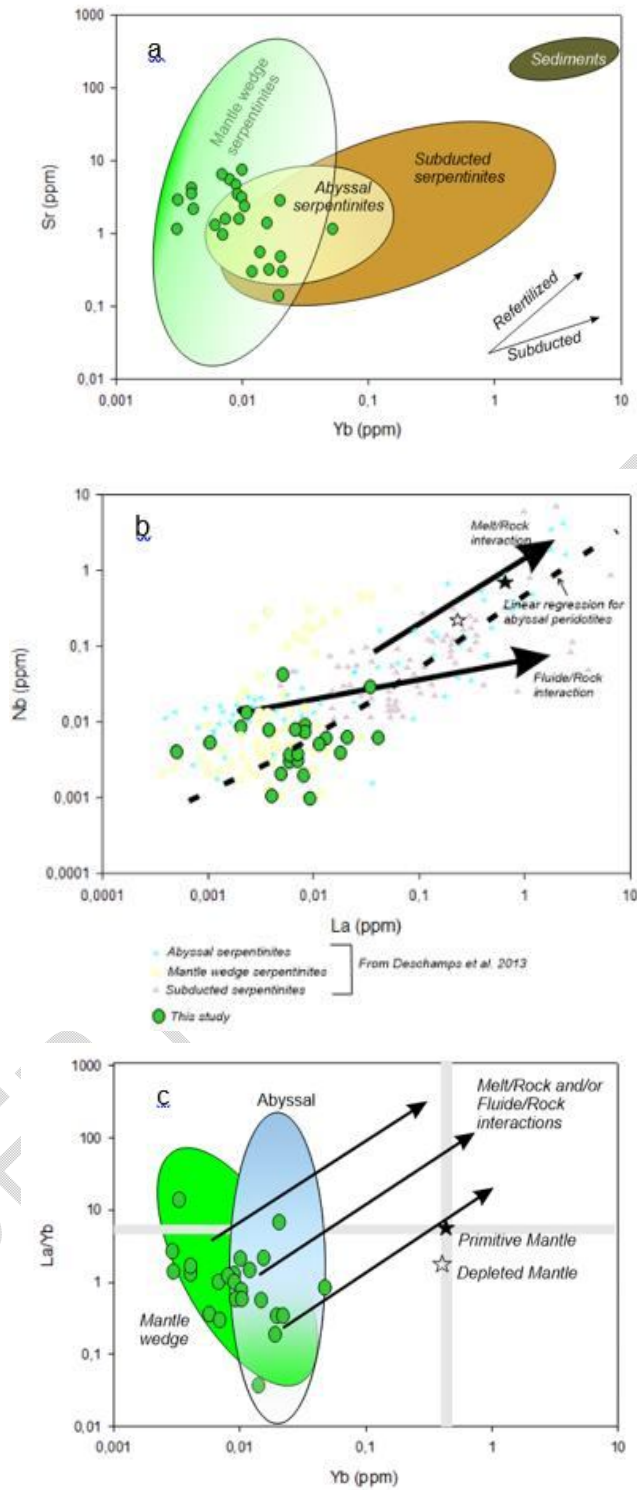 a
1000
100
10
1
0,1
0,01
Sr (ppm)
Mantle wedge
serpentinites
Sediments
Subducted
serpentinites
Abyssal
serpentinites
Refertilized
Subducted
0,001
0,01
0,1
1
10
Yb (ppm)
b
10
1
0,1
0,01
0,001
0,0001
Nb (ppm)
Melt/Rock
interaction
Linear regression for
abyssal peridotites
Fluide/Rock
interaction
0,0001
0,001
0,01
0,1
1
10
La (ppm)
Abyssal serpentinites
Mantle wedge serpentinites
Subducted serpentinites
From Deschamps et al. 2013
This study
c
1000
100
10
1
0,1
0,01
La/Yb
Abyssal
Melt/Rock and/or
Fluide/Rock
interactions
Primitive Mantle
Depleted Mantle
Mantle
wedge
0,001
0,01
0,1
1
10
Yb (ppm)